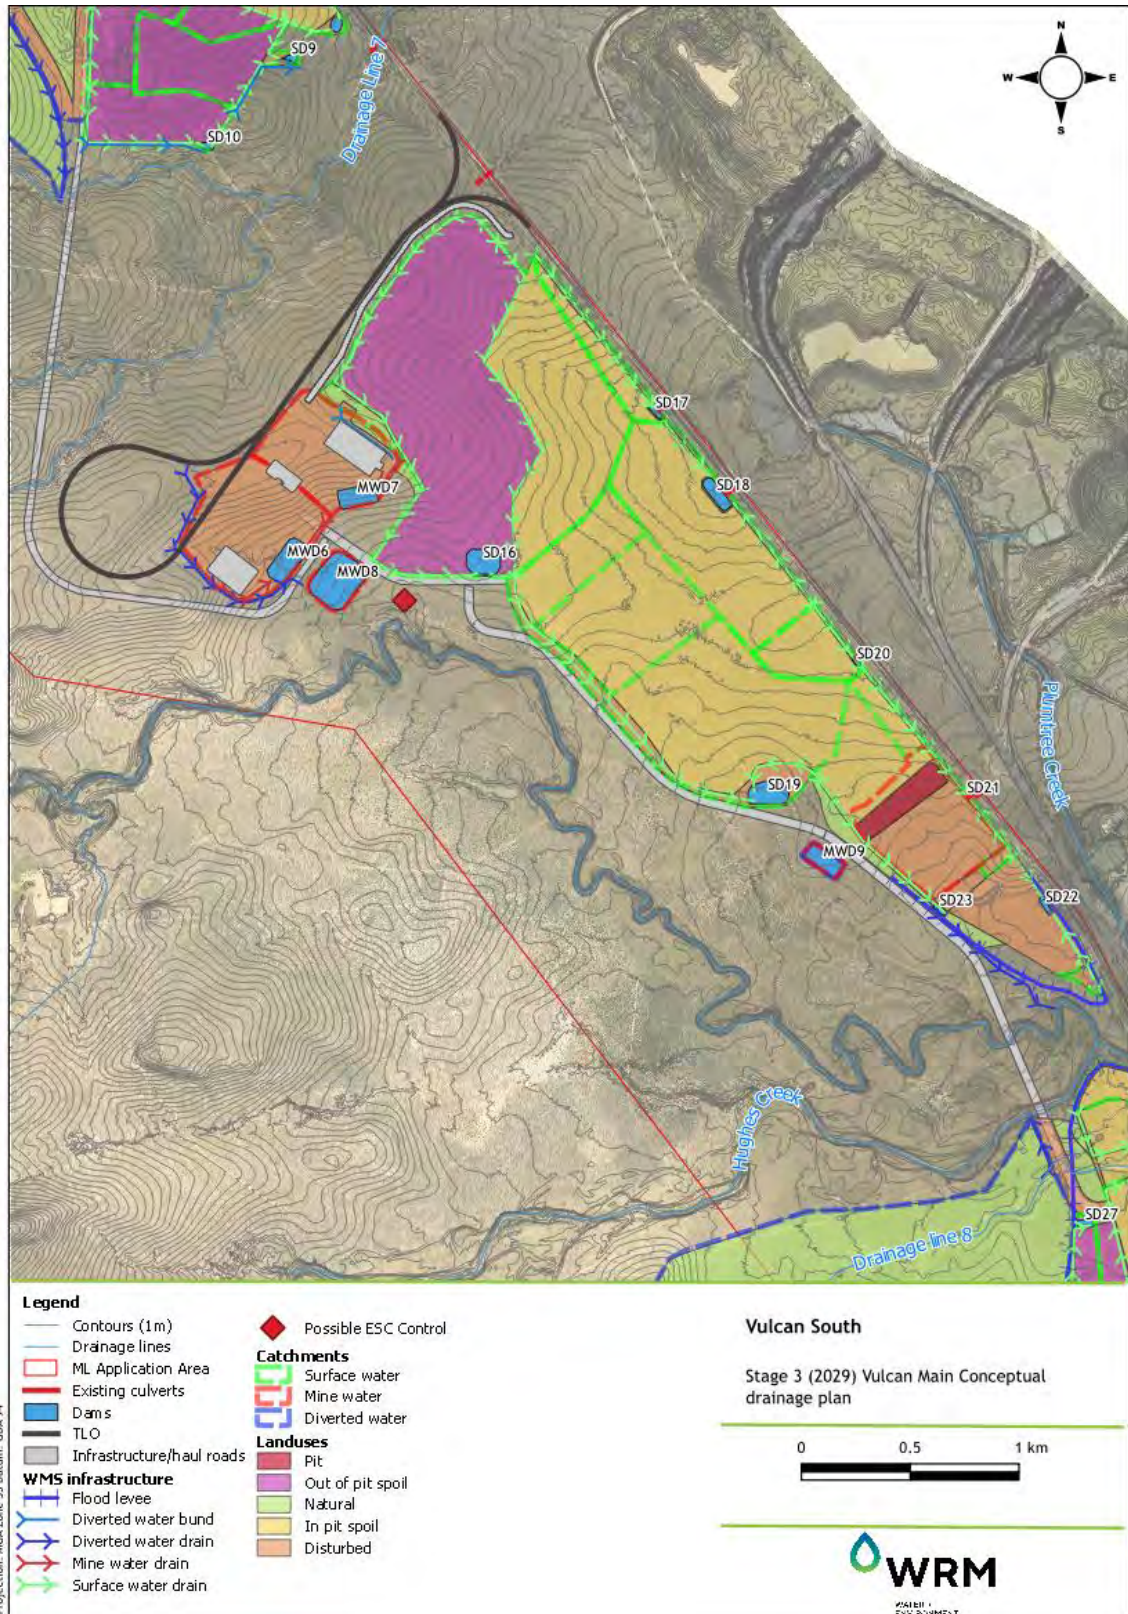 N
W
E
S
SD9
Drainage Line 7
SD10
SD17
SD18
MWD7
MWD6
SD16
MWD8
SD20
Plumtree Creek
SD19
SD21
MWD9
SD22
SD23
Hughes Creek
SD27
Drainage line 8
Legend
Contours (1m)
Drainage lines
ML Application Area
Existing culverts
Dams
TLO
Infrastructure/haul roads
WMS infrastructure
Flood levee
Diverted water bund
Diverted water drain
Mine water drain
Surface water drain
Possible ESC Control
Catchments
Surface water
Mine water
Diverted water
Landuses
Pit
Out of pit spoil
Natural
In pit spoil
Disturbed
Vulcan South
Stage 3 (2029) Vulcan Main Conceptual
drainage plan
0 0.5 1 km
WRM
WATER +
ENVIRONMENT